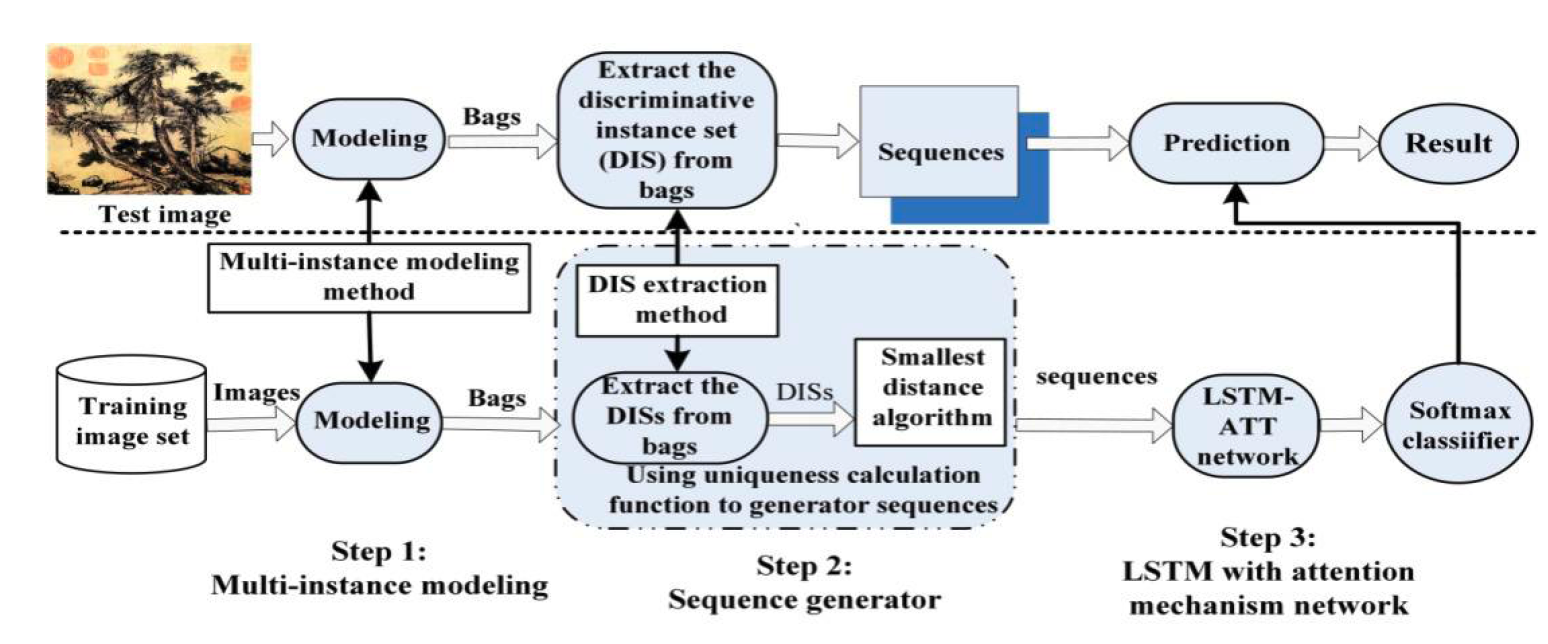 Modeling
Bags
Extract the
discriminative
instance set
(DIS) from
bags
Sequences
Prediction
Result
Test image
Multi-instance modeling
method
DIS extraction
method
Training
image set
Images
Modeling
Bags
Extract the
DISs from
bags
DISs
Smallest
distance
algorithm
Using uniqueness calculation
function to generator sequences
sequences
LSTM-
ATT
network
Softmax
classiifier
Step 1:
Multi-instance modeling
Step 2:
Sequence generator
Step 3:
LSTM with attention
mechanism network